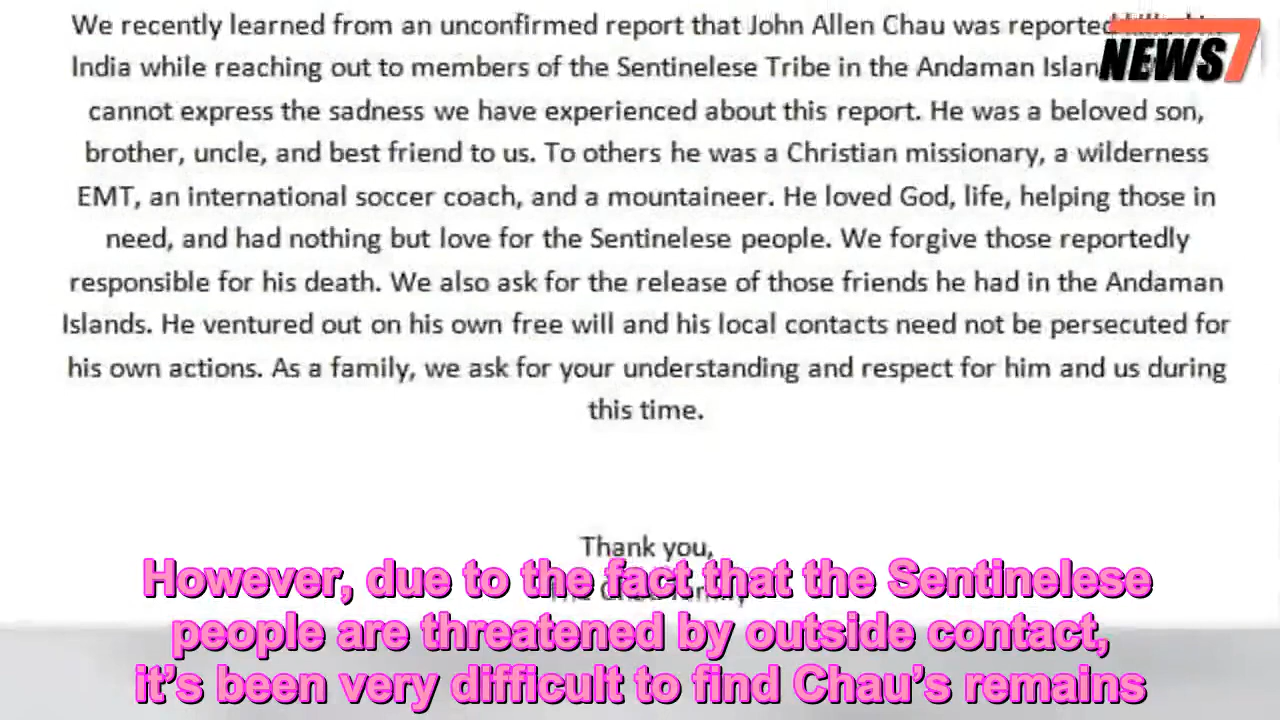 We recently learned from an unconfirmed report that John Allen Chau was reported
India while reaching out to members of the Sentinelese Tribe in the Andaman
NEWS 7
cannot express the sadness we have experienced about this report. He was a beloved son,
brother, uncle, and best friend to us. To others he was a Christian missionary, a wilderness
EMT, an international soccer coach, and a mountaineer. He loved God, life, helping those in
need, and had nothing but love for the Sentinelese people. We forgive those reportedly
responsible for his death. We also ask for the release of those friends he had in the Andaman
Islands. He ventured out on his own free will and his local contacts need not be persecuted for
his own actions. As a family, we ask for your understanding and respect for him and us during
this time.
Thank you,
However, due to the fact that the Sentinelese
people are threatened by outside contact,
it's been very difficult to find Chau's remains